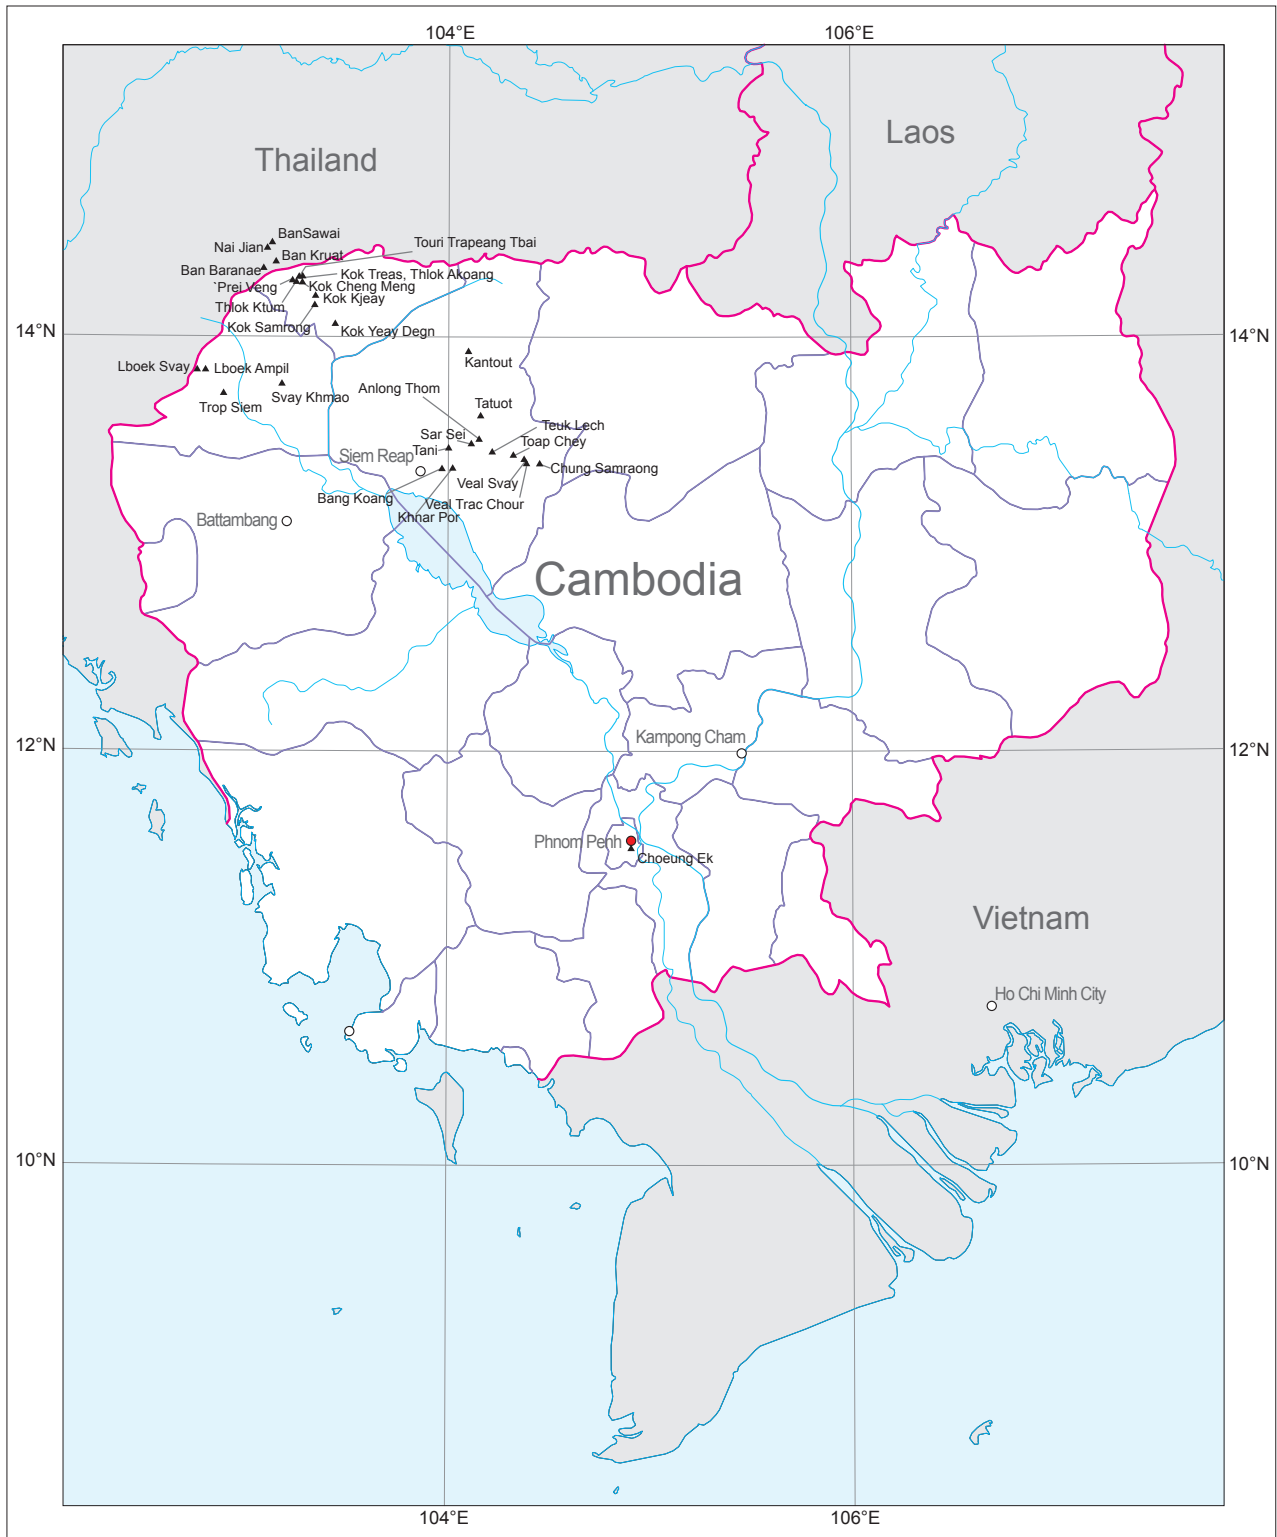 104°E
106°E
Laos
Thailand
BanSawai
Touri Trapeang Tbai
Nai Jian
Ban Kruat
Ban Baranae
Kok Treas, Thlok Akoang
`Prei Veng
Kok Cheng Meng
Kok Kjeay
Thlok Ktum
Kok Samrong
Kok Yeay Degn
14°N
14°N
Kantout
Lboek Svay
Lboek Ampil
Anlong Thom
Svay Khmao
Trop Siem
Tatuot
Teuk Lech
Sar Sei
Toap Chey
Tani
Siem Reap
Chung Samraong
Veal Svay
Bang Koang
Veal Trac Chour
Khnar Por
Battambang
Cambodia
Kampong Cham
12°N
12°N
Phnom Penh
Choeung Ek
Vietnam
Ho Chi Minh City
10°N
10°N
104°E
106°E